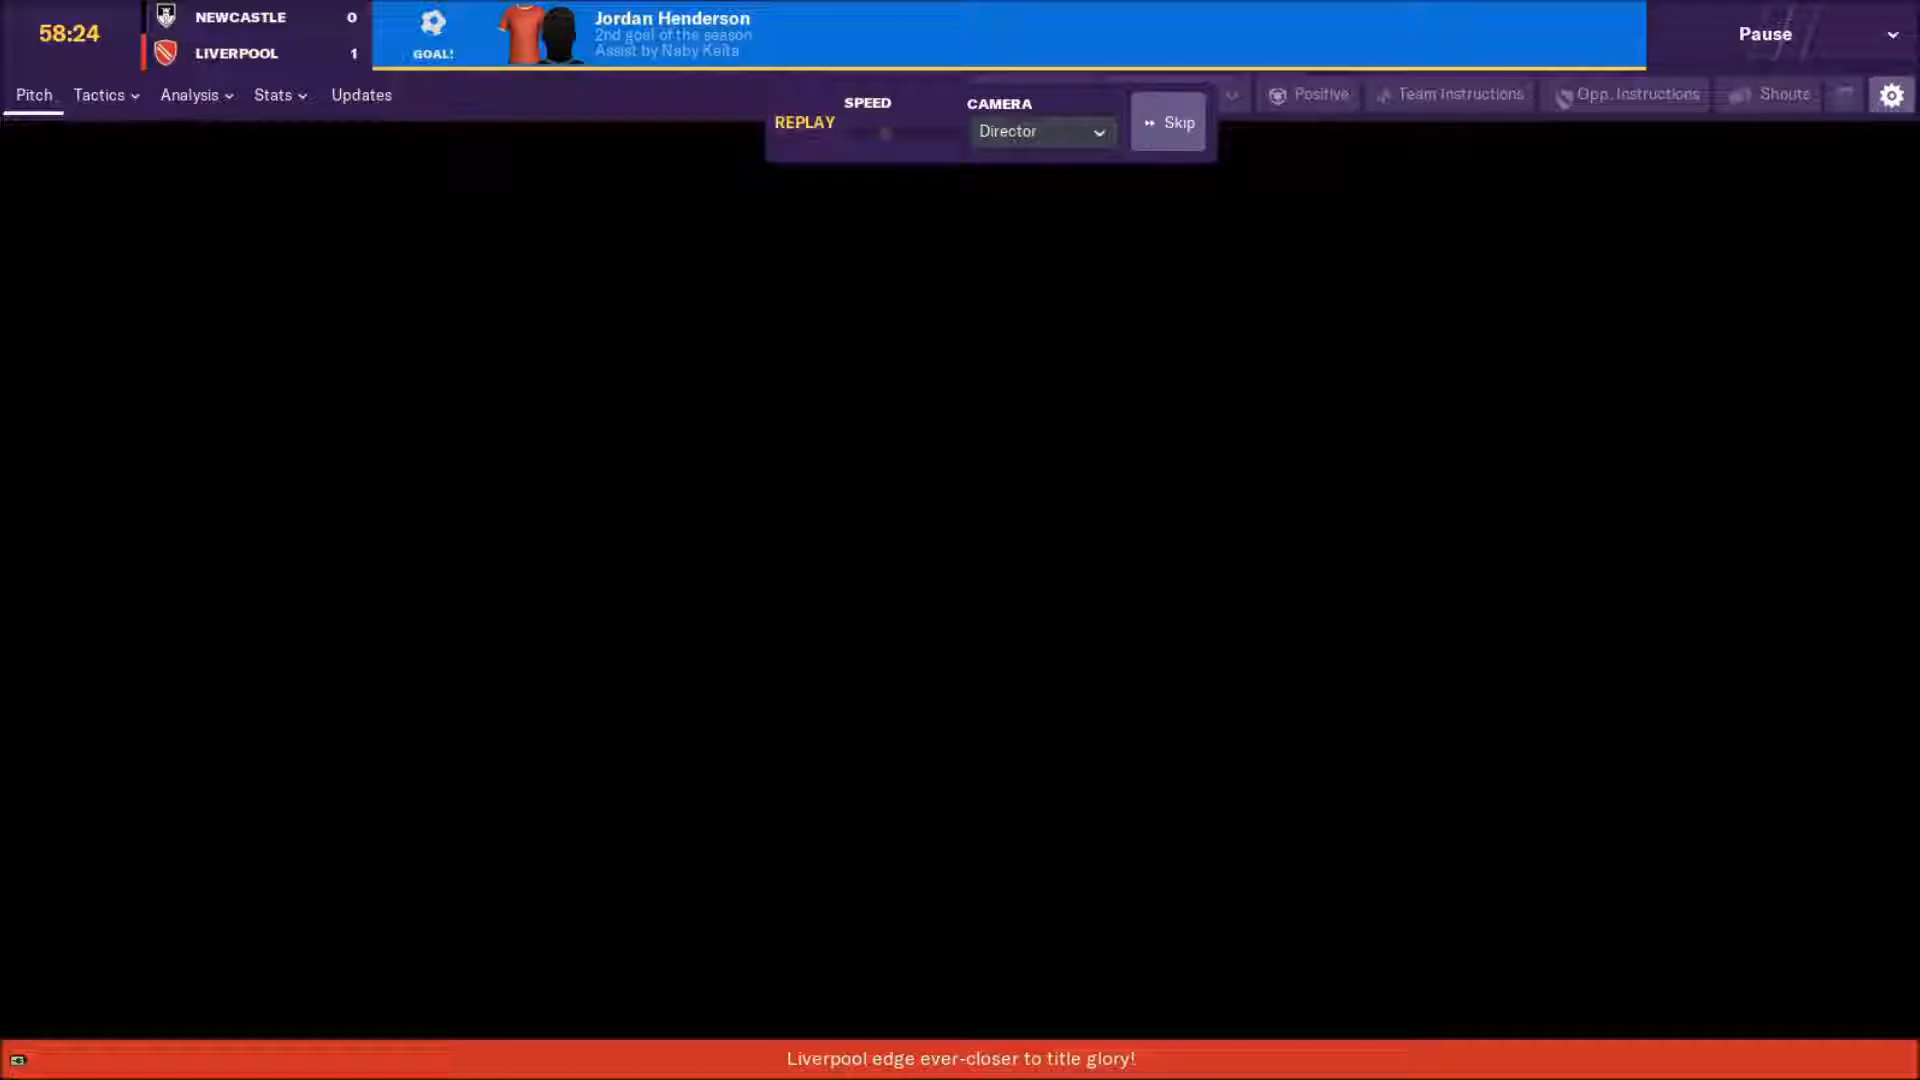 58:24
NEWCASTLE 0
LIVERPOOL 1
GOAL!
Jordan Henderson
2nd goal of the season
Assist by Naby Keïta
Pause
Pitch Tactics Analysis Stats Updates
REPLAY
SPEED
CAMERA
Director
Skip
Positive Team Instructions Opp. Instructions Shouts
Liverpool edge ever-closer to title glory!